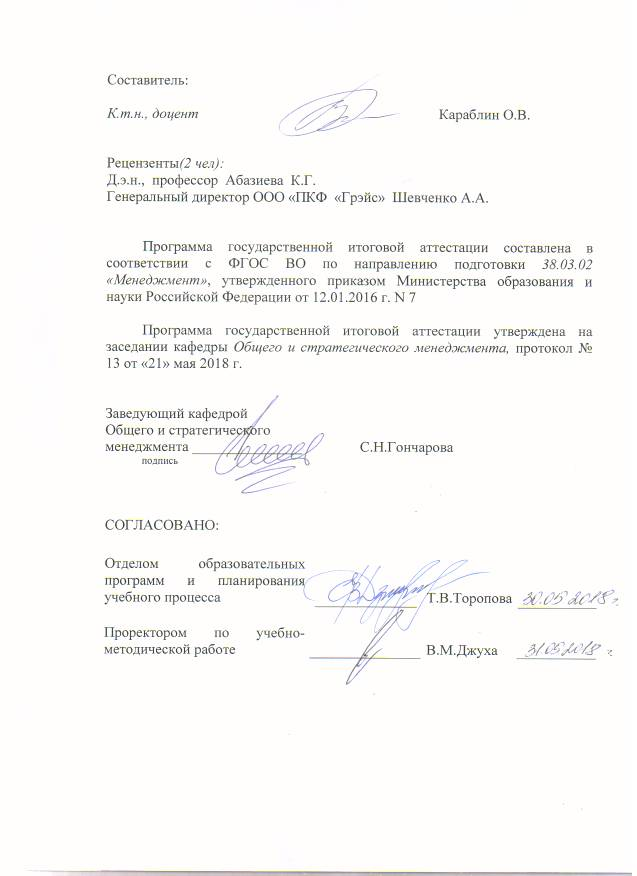 Составитель:
К.т.н., доцент Караблин О.В.
Рецензенты(2 чел):
Д.э.н., профессор Абазиева К.Г.
Генеральный директор ООО «ПКФ «Грэйс» Шевченко А.А.
Программа государственной итоговой аттестации составлена в
соответствии с ФГОС ВО по направлению подготовки 38.03.02
«Менеджмент», утвержденного приказом Министерства образования и
науки Российской Федерации от 12.01.2016 г. N 7
Программа государственной итоговой аттестации утверждена на
заседании кафедры Общего и стратегического менеджмента, протокол №
13 от «21» мая 2018 г.
Заведующий кафедрой
Общего и стратегического
менеджмента С.Н.Гончарова
подпись
СОГЛАСОВАНО:
Отделом образовательных
программ и планирования
учебного процесса Т.В.Торопова 30.05.2018 г.
Проректором по учебно-
методической работе В.М.Джуха 31.05.2018 г.